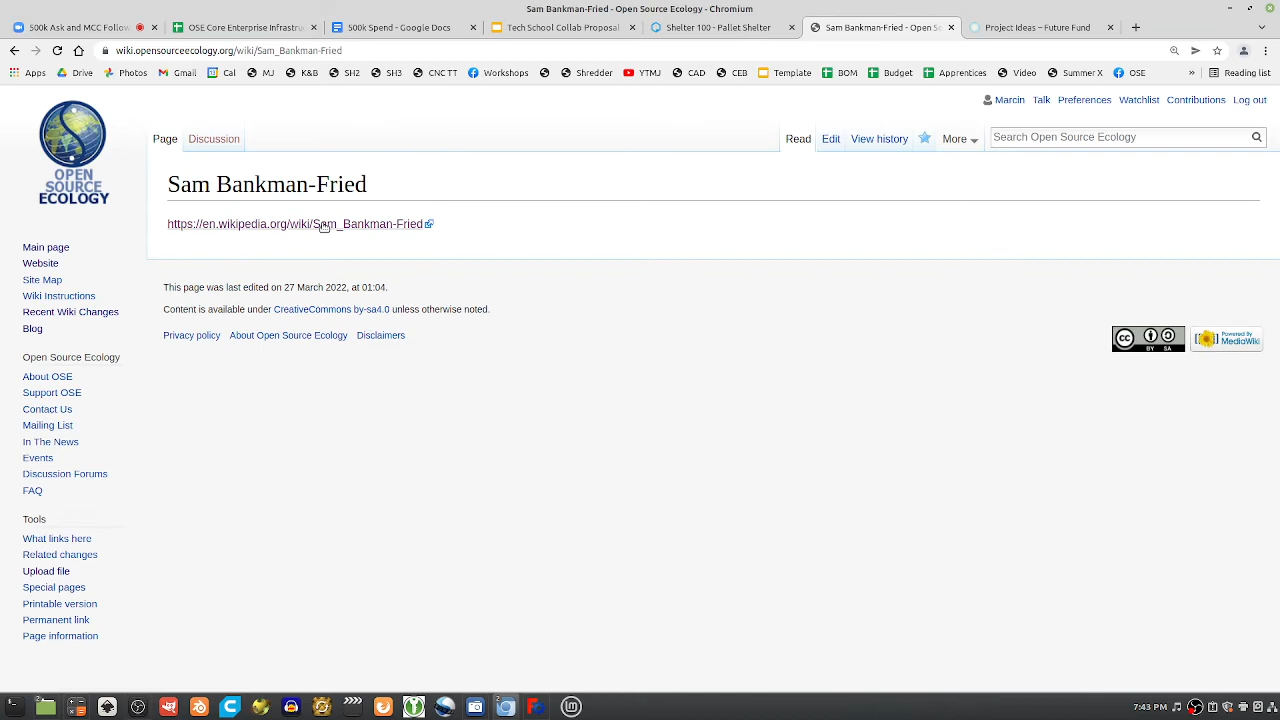 Sam Bankman-Fried - Open Source Ecology - Chromium
500k Ask and MCC Follow
OSE Core Enterprise Infrastru
500k Spend - Google Docs
Tech School Collab Proposal
Shelter 100 - Pallet Shelter
Sam Bankman-Fried - Open So
Project Ideas – Future Fund
wiki.opensourceecology.org/wiki/Sam_Bankman-Fried
Apps Drive Photos Gmail MJ K&B SH2 SH3 CNC TT Workshops Shredder YTMJ CAD CEB Template BOM Budget Apprentices Video Summer X OSE » Reading list
Marcin Talk Preferences Watchlist Contributions Log out
Page Discussion Read Edit View history More Search Open Source Ecology
OPEN
SOURCE
ECOLOGY
Sam Bankman-Fried
https://en.wikipedia.org/wiki/Sam_Bankman-Fried
This page was last edited on 27 March 2022, at 01:04.
Content is available under CreativeCommons by-sa4.0 unless otherwise noted.
Privacy policy About Open Source Ecology Disclaimers
cc BY SA
Powered By
MediaWiki
Main page
Website
Site Map
Wiki Instructions
Recent Wiki Changes
Blog
Open Source Ecology
About OSE
Support OSE
Contact Us
Mailing List
In The News
Events
Discussion Forums
FAQ
Tools
What links here
Related changes
Upload file
Special pages
Printable version
Permanent link
Page information
7:43 PM